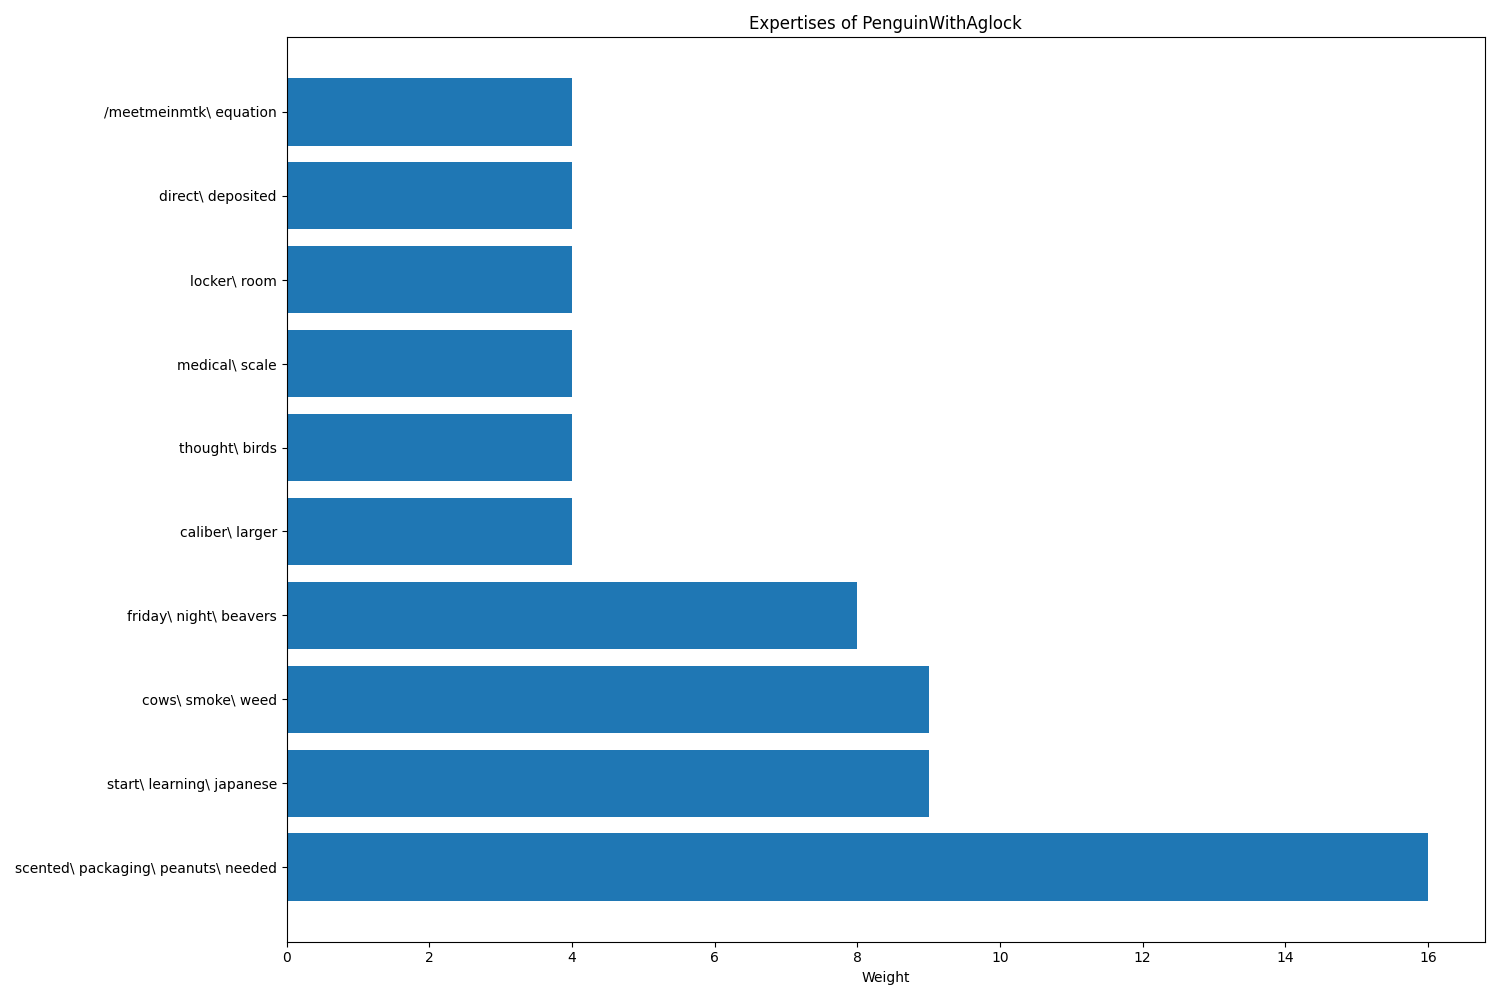 Expertises of PenguinWithAglock
/meetmeinmtk\ equation
direct\ deposited
locker\ room
medical\ scale
thought\ birds
caliber\ larger
friday\ night\ beavers
cows\ smoke\ weed
start\ learning\ japanese
scented\ packaging\ peanuts\ needed
0 2 4 6 8 10 12 14 16
Weight